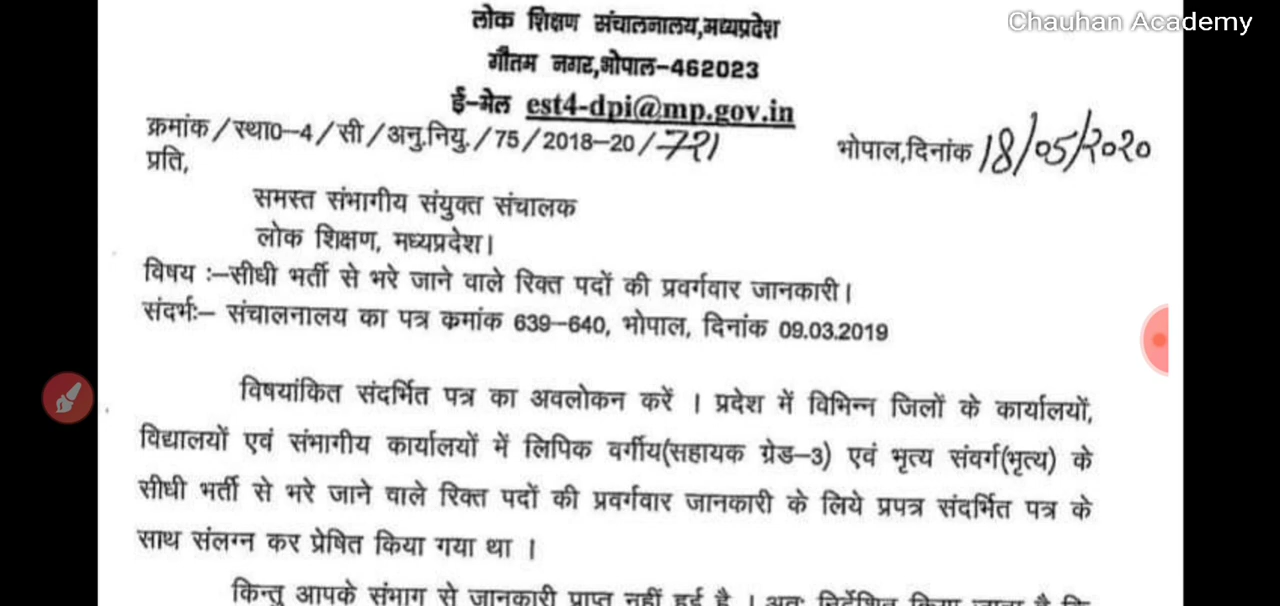 Chauhan Academy
लोक शिक्षण संचालनालय,मध्यप्रदेश
गौतम नगर,भोपाल-462023
ई-मेल est4-dpi@mp.gov.in
क्रमांक/स्था0-4/सी/अनु.नियु./75/2018-20/721
भोपाल,दिनांक 18/05/2020
प्रति,
समस्त संभागीय संयुक्त संचालक
लोक शिक्षण, मध्यप्रदेश।
विषय :-सीधी भर्ती से भरे जाने वाले रिक्त पदों की प्रवर्गवार जानकारी।
संदर्भः- संचालनालय का पत्र कमांक 639-640, भोपाल, दिनांक 09.03.2019
विषयांकित संदर्भित पत्र का अवलोकन करें । प्रदेश में विभिन्न जिलों के कार्यालयों,
विद्यालयों एवं संभागीय कार्यालयों में लिपिक वर्गीय(सहायक ग्रेड-3) एवं भृत्य संवर्ग(भृत्य) के
सीधी भर्ती से भरे जाने वाले रिक्त पदों की प्रवर्गवार जानकारी के लिये प्रपत्र संदर्भित पत्र के
साथ संलग्न कर प्रेषित किया गया था ।
किन्तु आपके संभाग से जानकारी प्राप्त नहीं हुई है । अतः निर्देशित किया जाता है कि